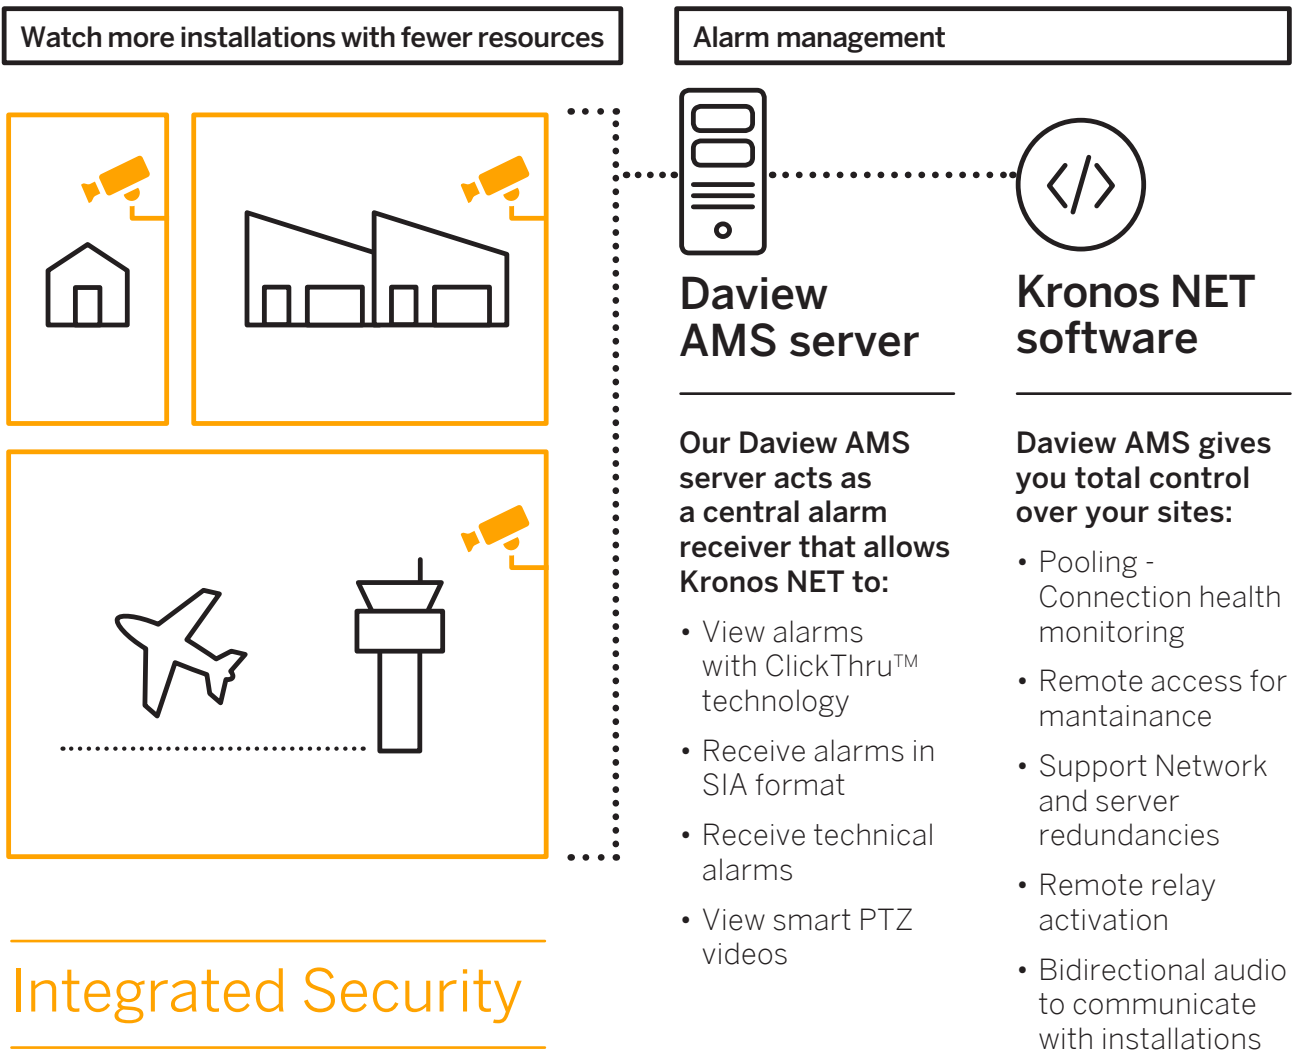 Watch more installations with fewer resources
Alarm management
Daview
AMS server
Our Daview AMS
server acts as
a central alarm
receiver that allows
Kronos NET to:
• View alarms
with ClickThru™
technology
• Receive alarms in
SIA format
• Receive technical
alarms
• View smart PTZ
videos
Kronos NET
software
Daview AMS gives
you total control
over your sites:
• Pooling -
Connection health
monitoring
• Remote access for
mantainance
• Support Network
and server
redundancies
• Remote relay
activation
• Bidirectional audio
to communicate
with installations
Integrated Security